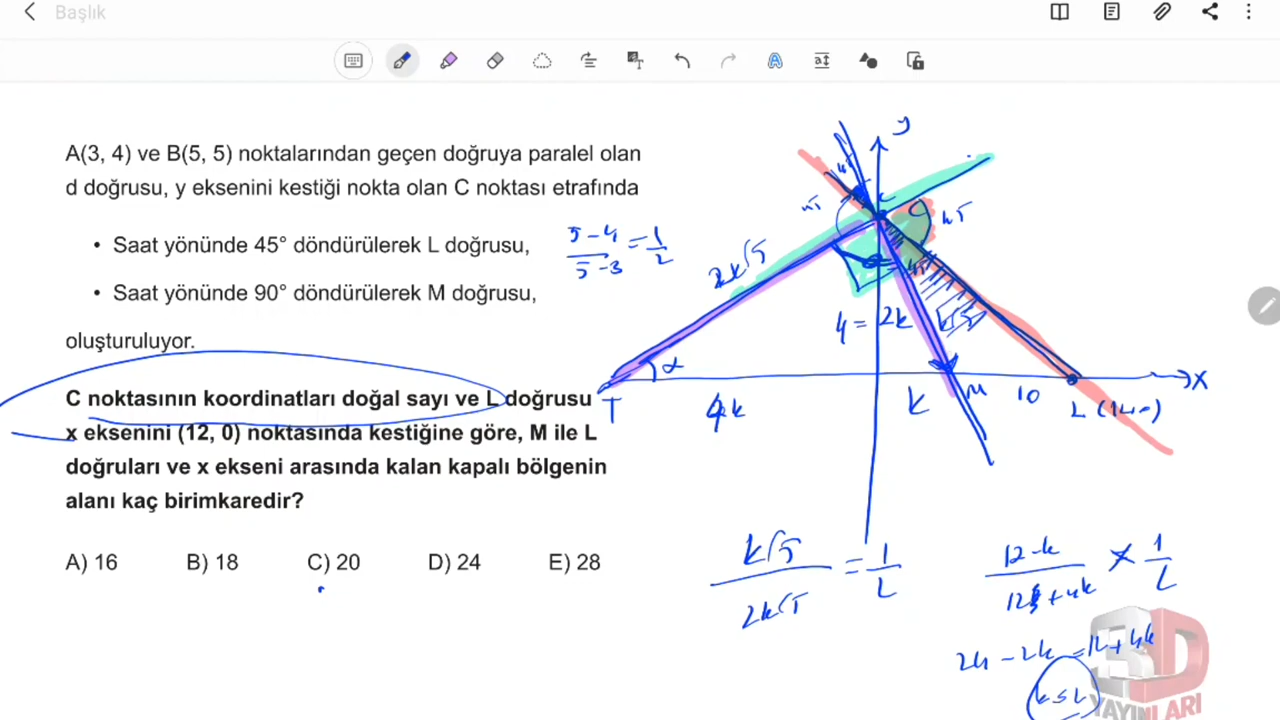 Başlık
A(3, 4) ve B(5, 5) noktalarından geçen doğruya paralel olan
d doğrusu, y eksenini kestiği nokta olan C noktası etrafında
• Saat yönünde 45° döndürülerek L doğrusu,
• Saat yönünde 90° döndürülerek M doğrusu,
oluşturuluyor.
C noktasının koordinatları doğal sayı ve L doğrusu
x eksenini (12, 0) noktasında kestiğine göre, M ile L
doğruları ve x ekseni arasında kalan kapalı bölgenin
alanı kaç birimkaredir?
A) 16 B) 18 C) 20 D) 24 E) 28
5-4/5-3 = 1/2
y
2k√5
4 = 2k
k√5
α
T
4k
k
M
10
L
x
k√5/2k√5 = 1/2
12-k/12+4k × 1/2
24-2k = 12+4k
k=2
3D
YAYINLARI